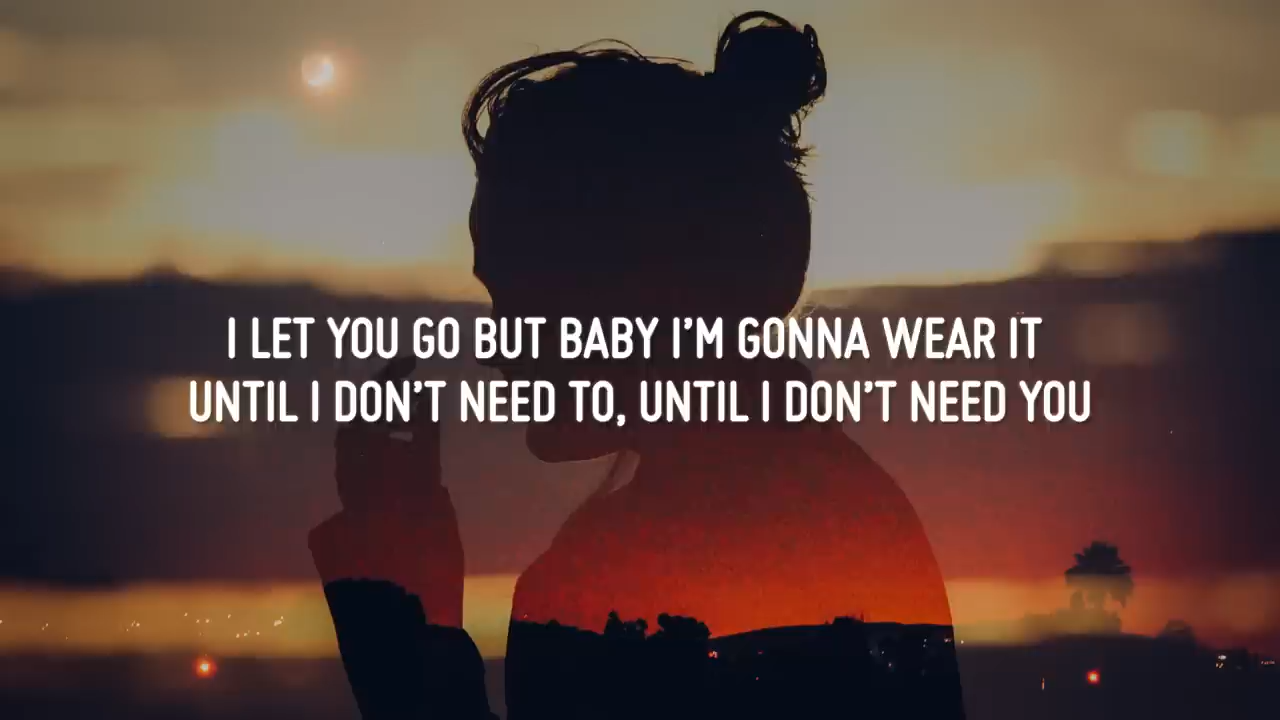 I LET YOU GO BUT BABY I'M GONNA WEAR IT
UNTIL I DON'T NEED TO, UNTIL I DON'T NEED YOU